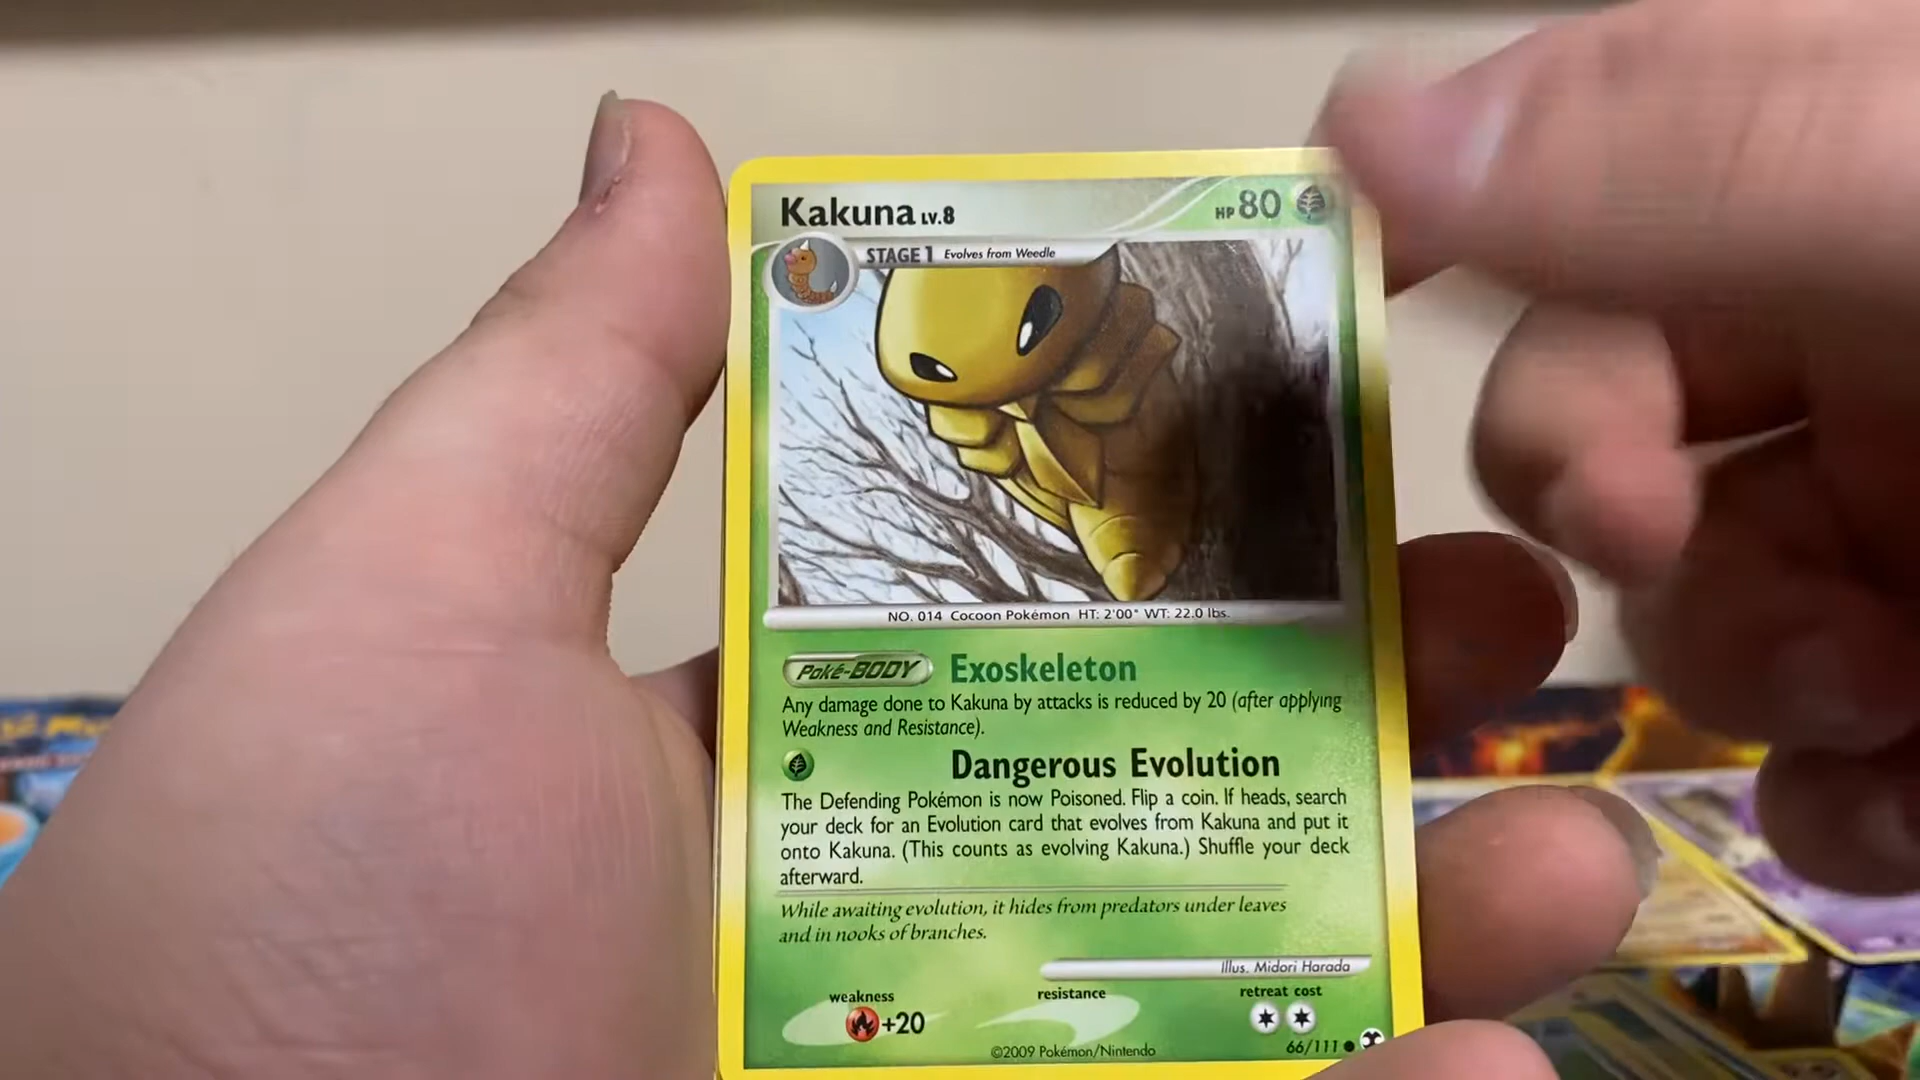 Kakuna LV.8 HP 80
STAGE 1 Evolves from Weedle
NO. 014 Cocoon Pokémon HT: 2'00" WT: 22.0 lbs.
Poké-BODY Exoskeleton
Any damage done to Kakuna by attacks is reduced by 20 (after applying
Weakness and Resistance).
Dangerous Evolution
The Defending Pokémon is now Poisoned. Flip a coin. If heads, search
your deck for an Evolution card that evolves from Kakuna and put it
onto Kakuna. (This counts as evolving Kakuna.) Shuffle your deck
afterward.
While awaiting evolution, it hides from predators under leaves
and in nooks of branches.
Illus. Midori Harada
weakness resistance retreat cost
+20
©2009 Pokémon/Nintendo 66/111